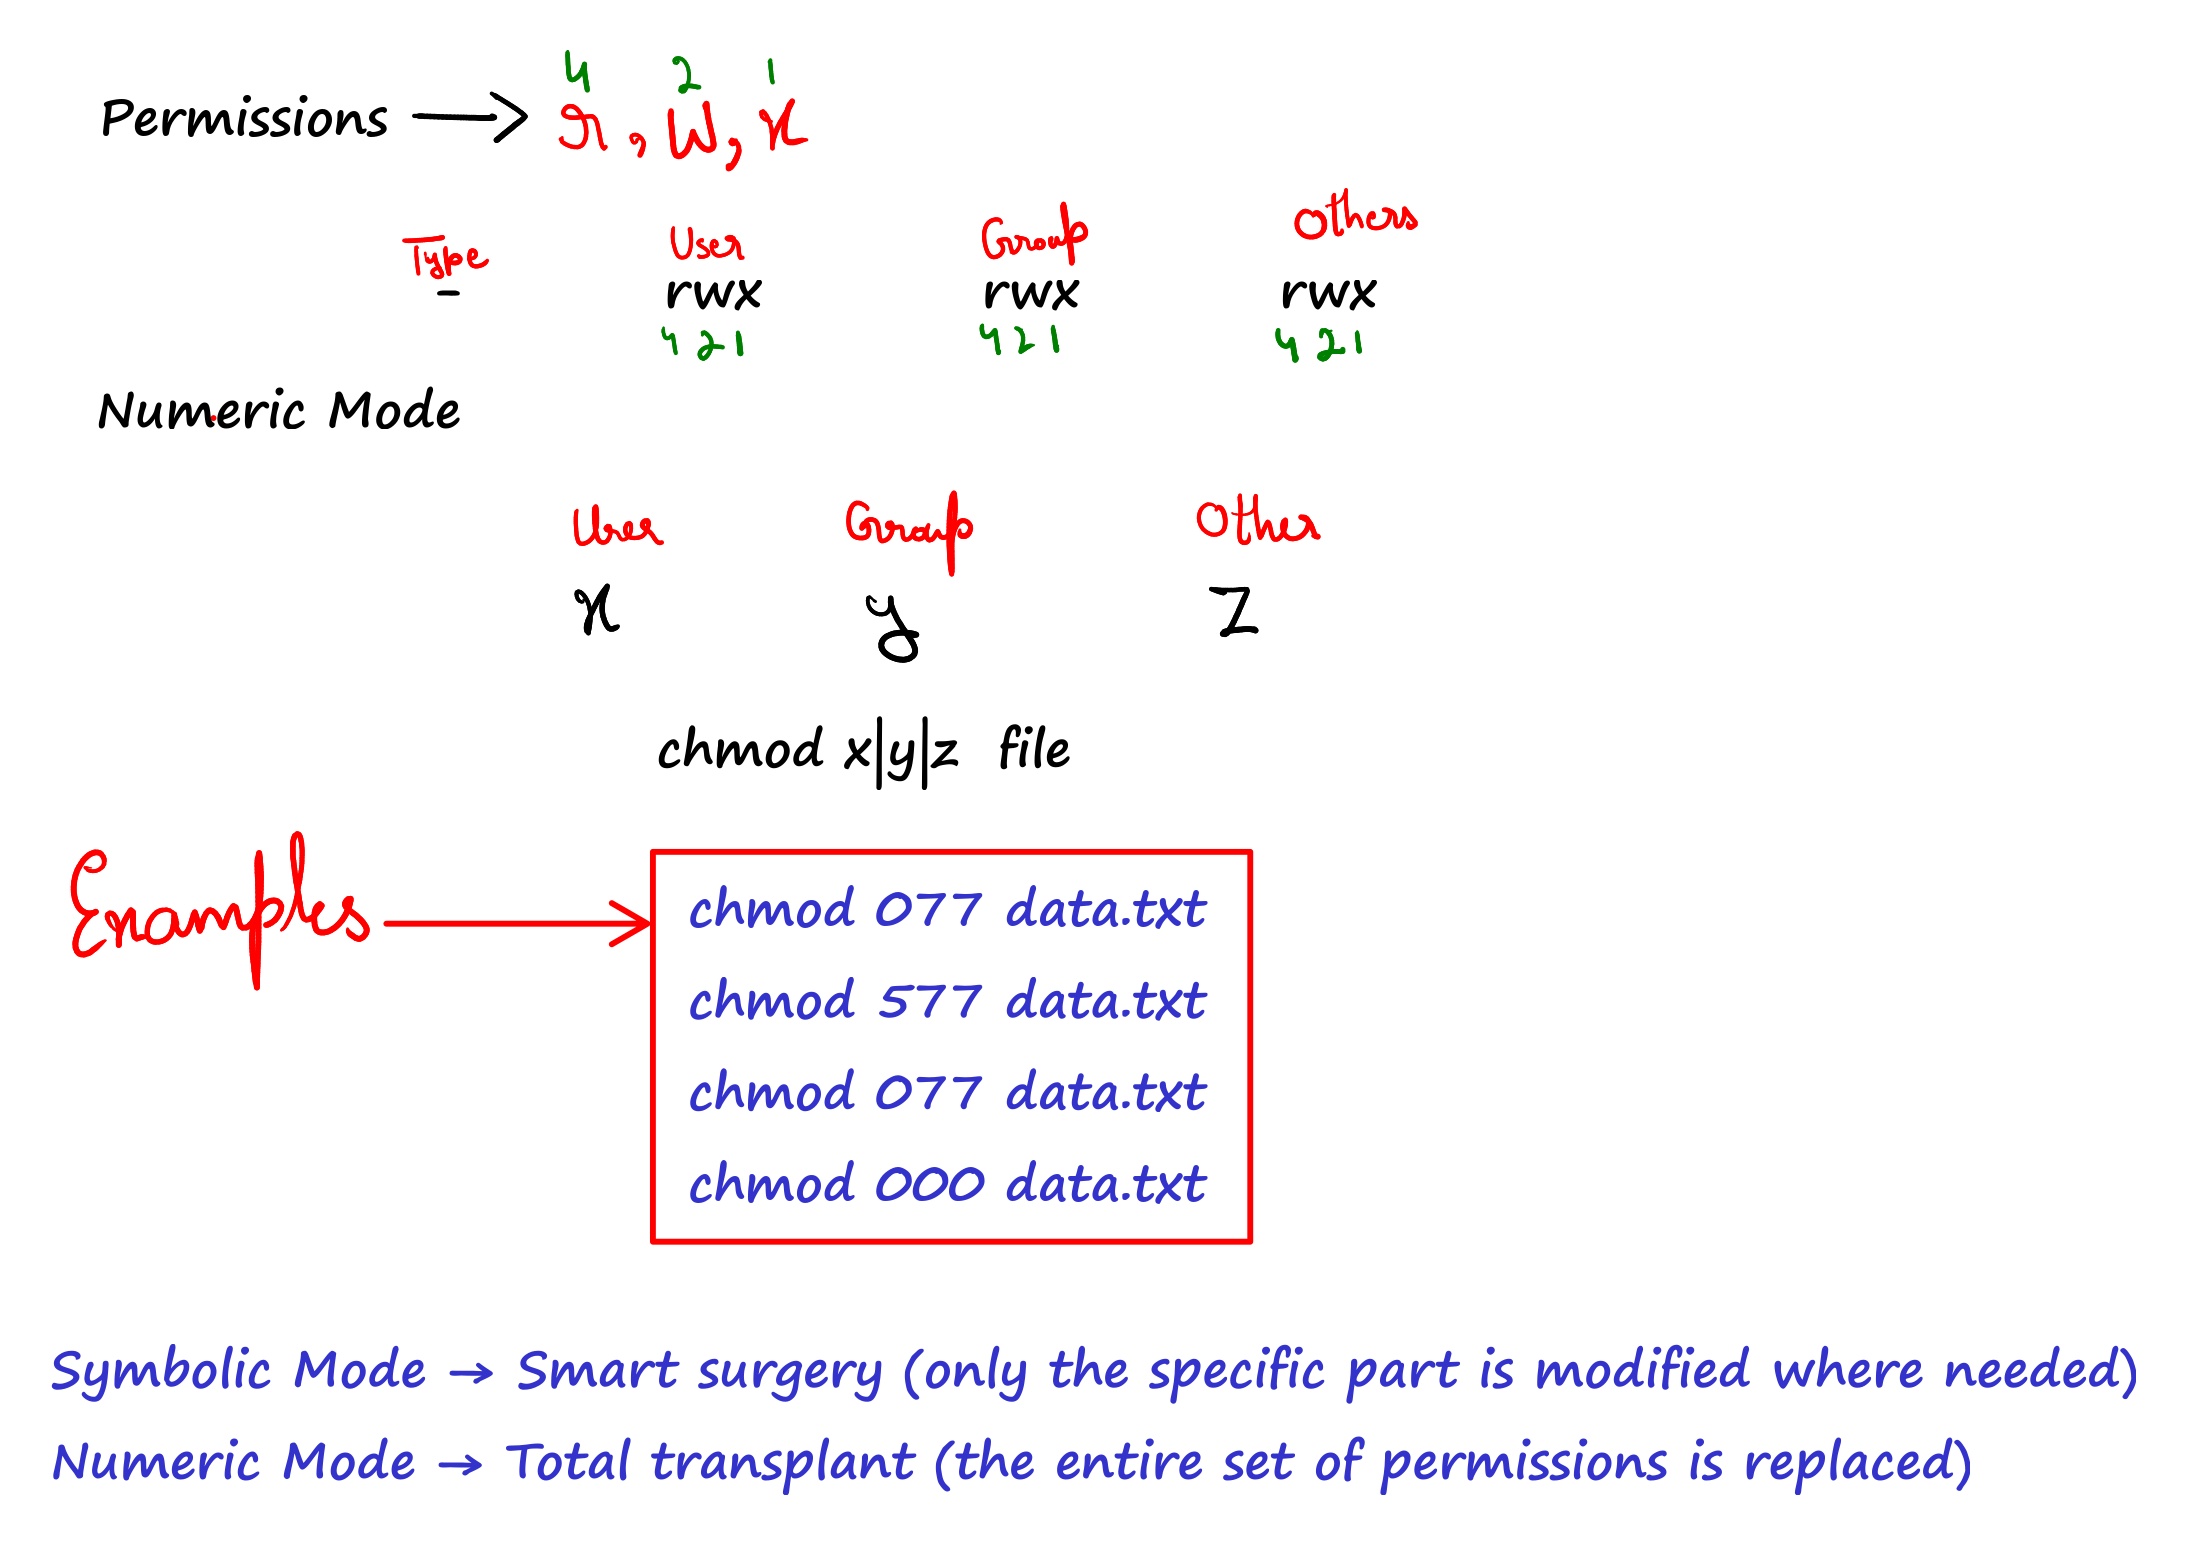 4 2 1
Permissions → r, w, x
Type User Group Others
- rwx rwx rwx
4 2 1 4 2 1 4 2 1
Numeric Mode
User Group Other
x y z
chmod x|y|z file
Examples →
chmod 077 data.txt
chmod 577 data.txt
chmod 077 data.txt
chmod 000 data.txt
Symbolic Mode → Smart surgery (only the specific part is modified where needed)
Numeric Mode → Total transplant (the entire set of permissions is replaced)